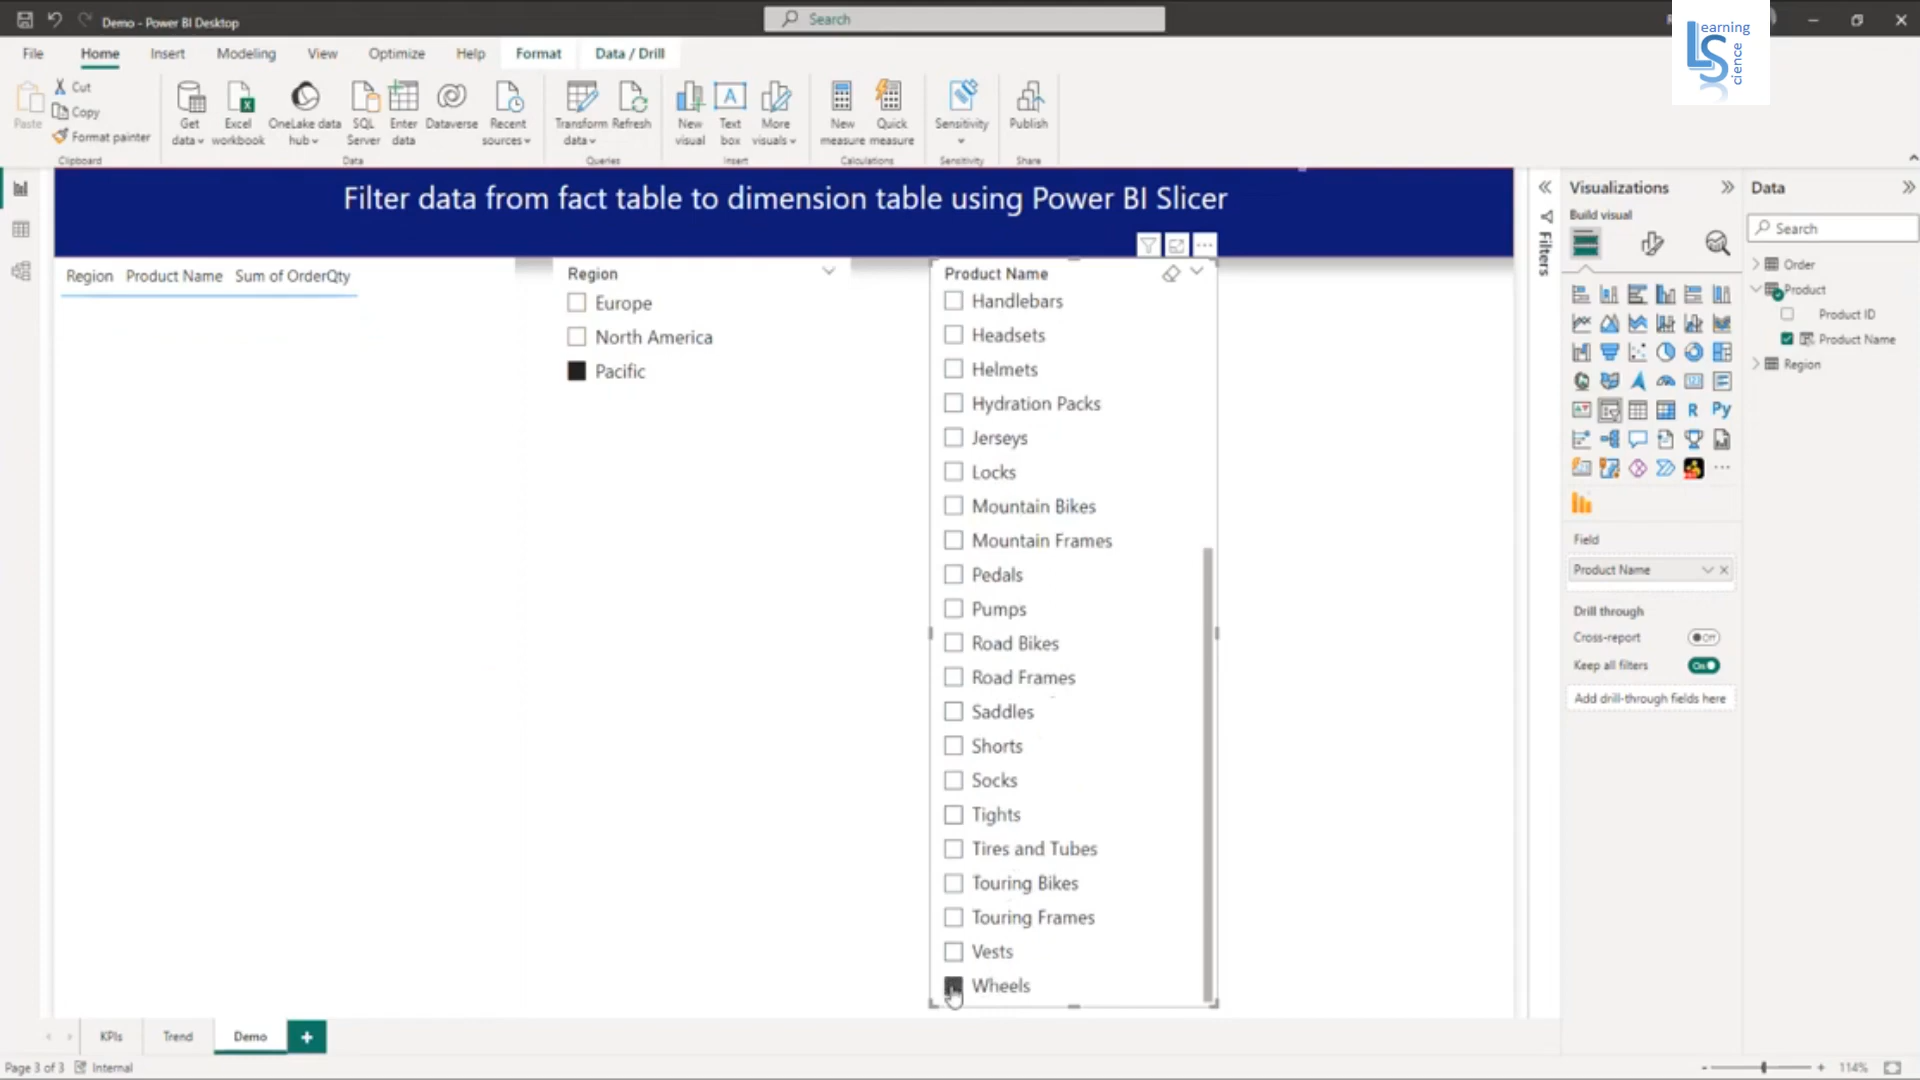 Demo - Power BI Desktop
Search
Learning Science
File Home Insert Modeling View Optimize Help Format Data / Drill
Paste
Cut
Copy
Format painter
Clipboard
Get data
Excel workbook
OneLake data hub
SQL Server
Enter data
Dataverse
Recent sources
Data
Transform data
Refresh
Queries
New visual
Text box
More visuals
Insert
New measure
Quick measure
Calculations
Sensitivity
Sensitivity
Publish
Share
Filter data from fact table to dimension table using Power BI Slicer
Region Product Name Sum of OrderQty
Region
Europe
North America
Pacific
Product Name
Handlebars
Headsets
Helmets
Hydration Packs
Jerseys
Locks
Mountain Bikes
Mountain Frames
Pedals
Pumps
Road Bikes
Road Frames
Saddles
Shorts
Socks
Tights
Tires and Tubes
Touring Bikes
Touring Frames
Vests
Wheels
Filters
Visualizations
Build visual
R Py
Field
Product Name
Drill through
Cross-report Off
Keep all filters On
Add drill-through fields here
Data
Search
Order
Product
Product ID
Product Name
Region
KPIs Trend Demo +
Page 3 of 3 Internal
- + 114%